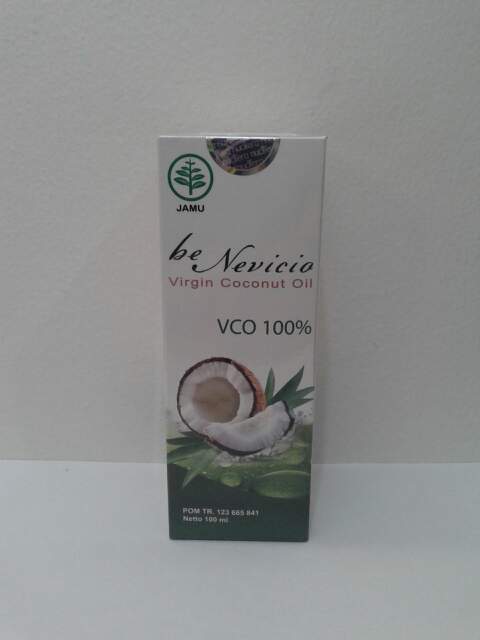 JAMU
be Nevicio
Virgin Coconut Oil
VCO 100%
POM TR. 123 665 841
Netto 100 ml